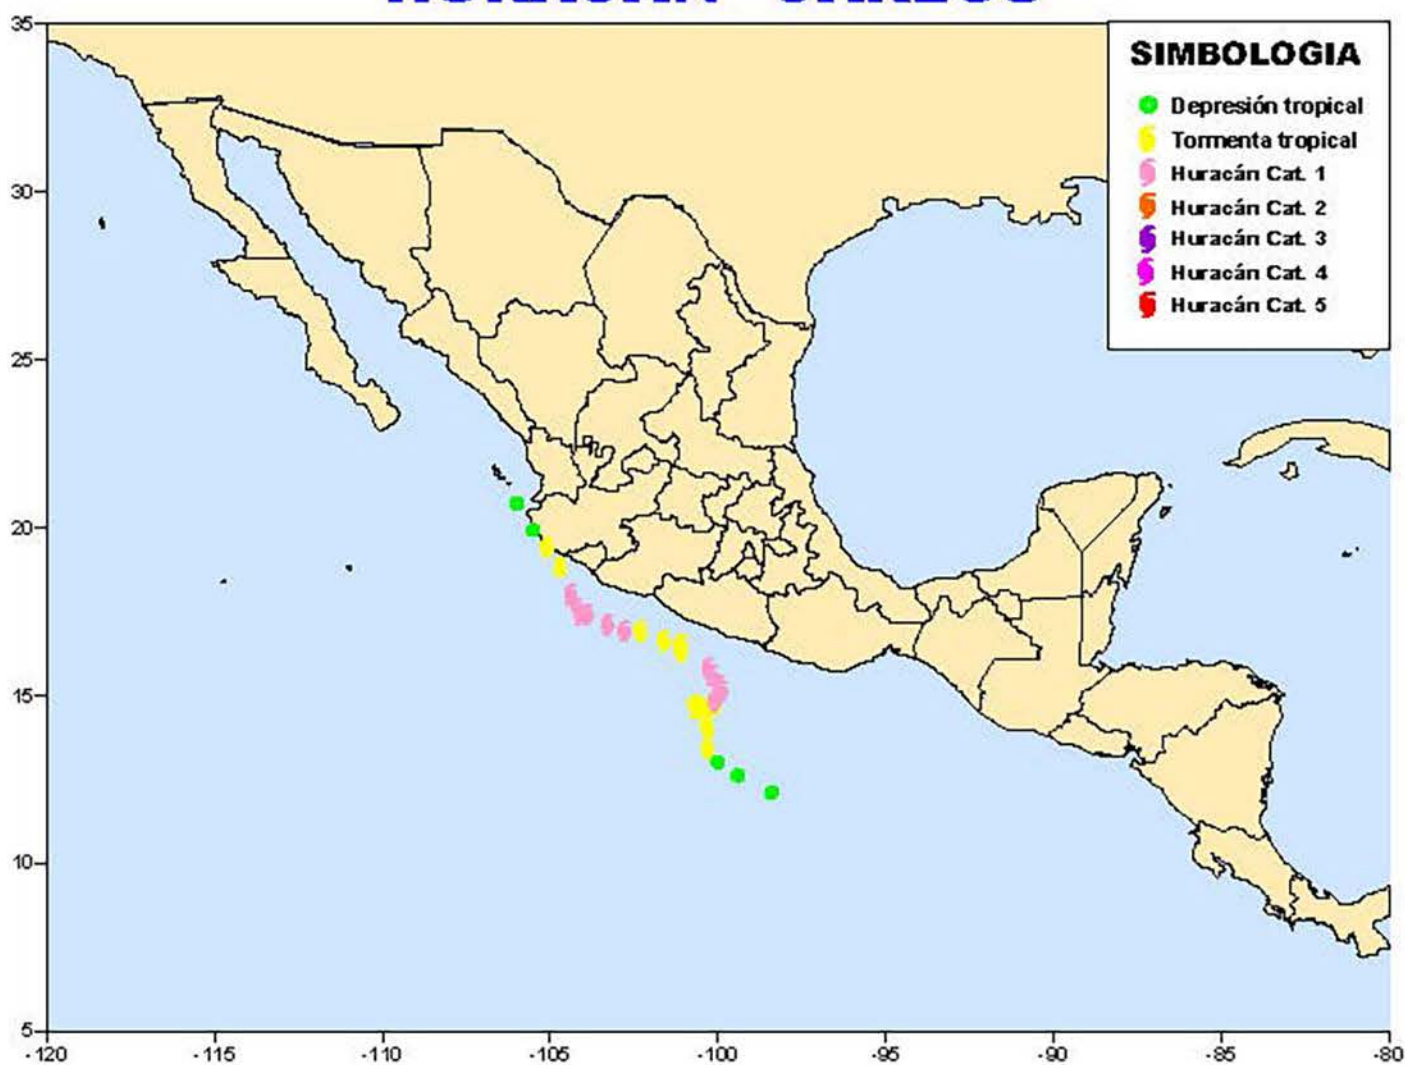 35
30
25
20
15
10
5
-120 -115 -110 -105 -100 -95 -90 -85 -80
SIMBOLOGIA
Depresión tropical
Tormenta tropical
Huracán Cat. 1
Huracán Cat. 2
Huracán Cat. 3
Huracán Cat. 4
Huracán Cat. 5